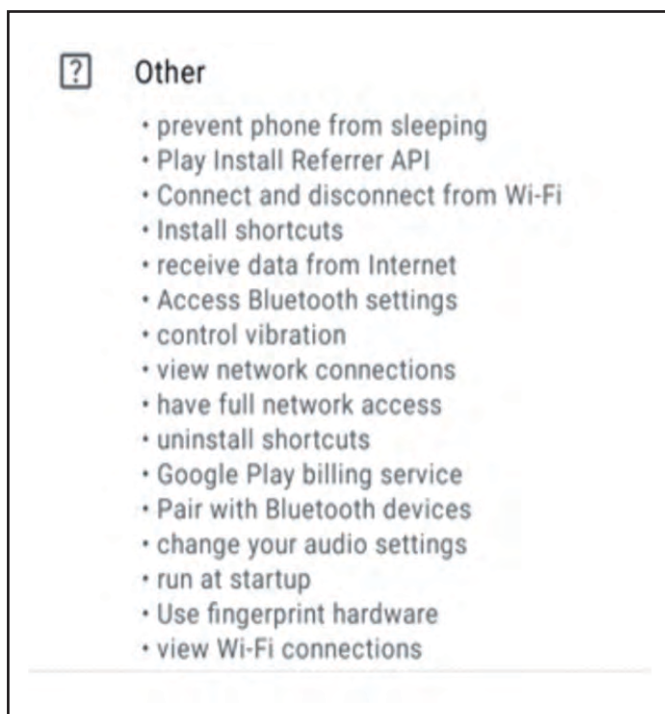 Other
• prevent phone from sleeping
• Play Install Referrer API
• Connect and disconnect from Wi-Fi
• Install shortcuts
• receive data from Internet
• Access Bluetooth settings
• control vibration
• view network connections
• have full network access
• uninstall shortcuts
• Google Play billing service
• Pair with Bluetooth devices
• change your audio settings
• run at startup
• Use fingerprint hardware
• view Wi-Fi connections